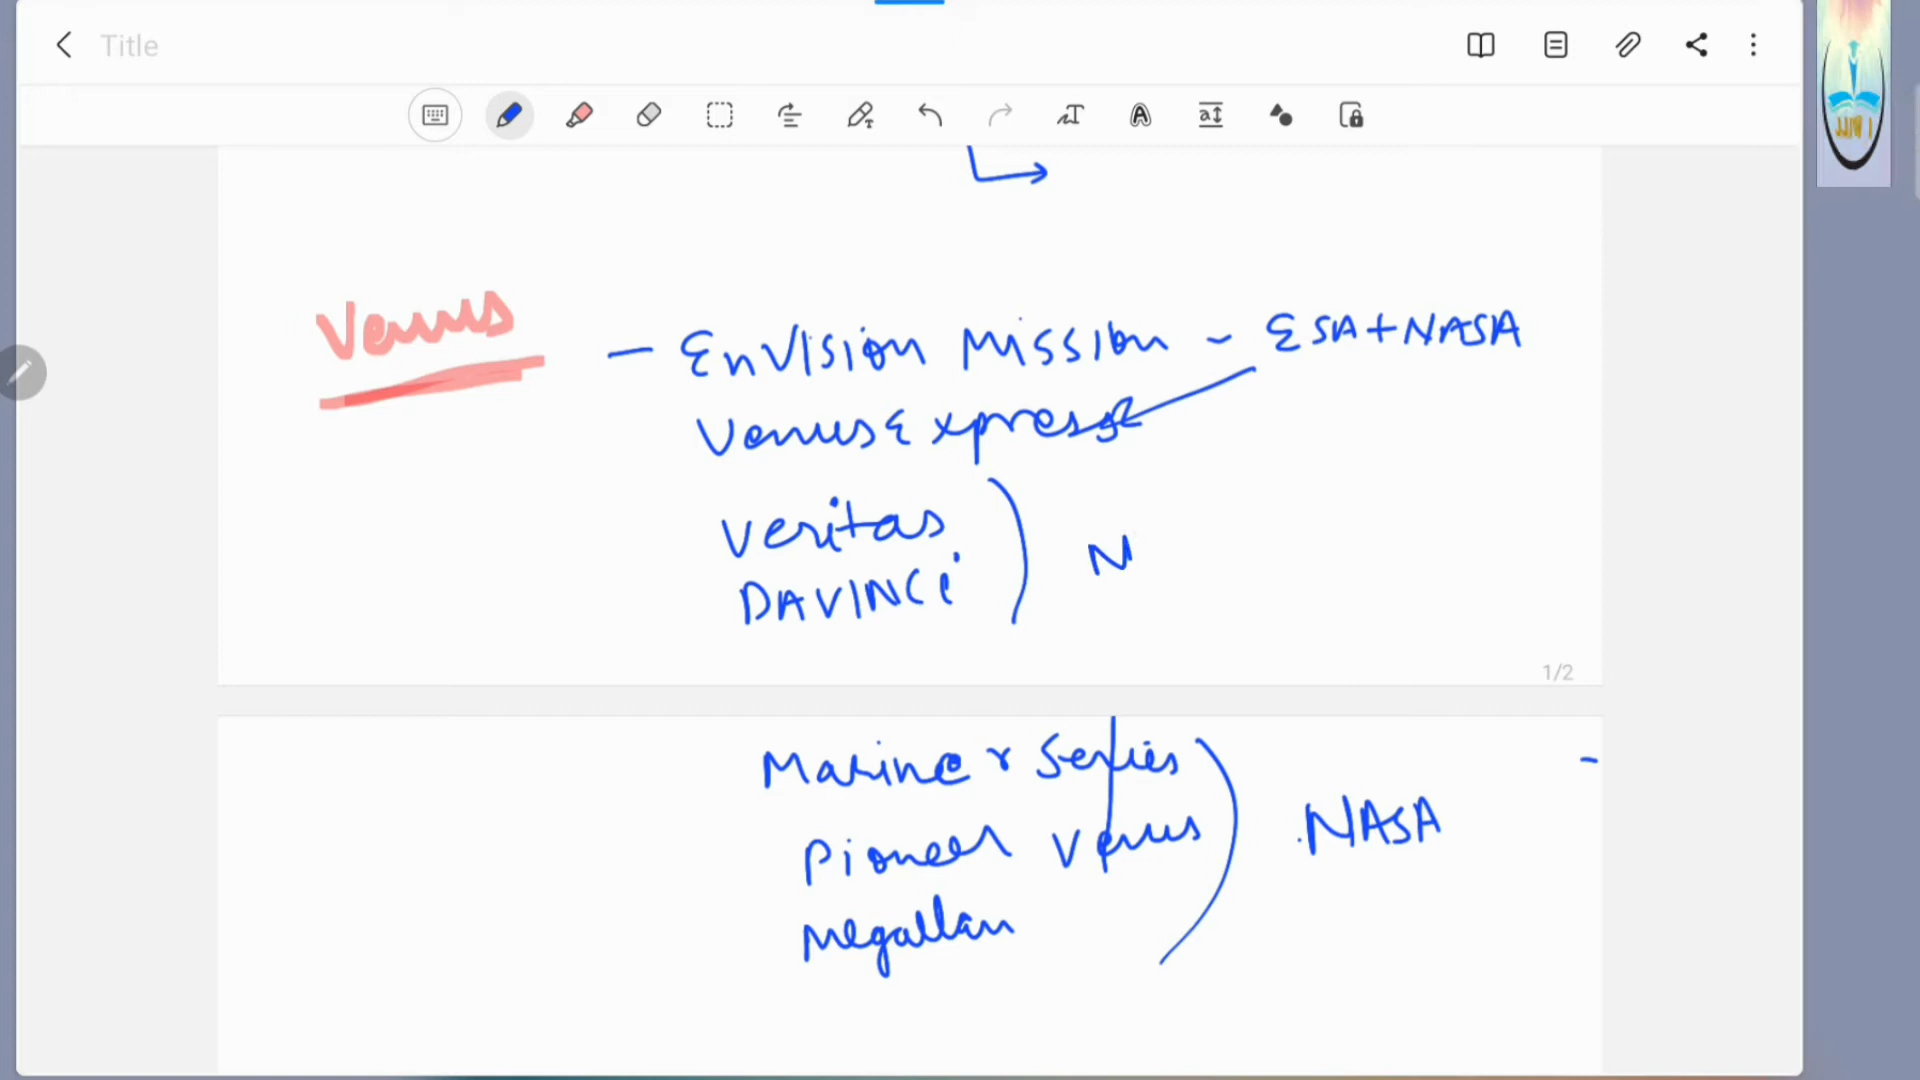 Title
Venus - EnVision Mission - ESA+NASA
Venus Express
Veritas
DAVINCi
N
1/2
Mariner Series
Pioneer Venus
NASA
Megallan